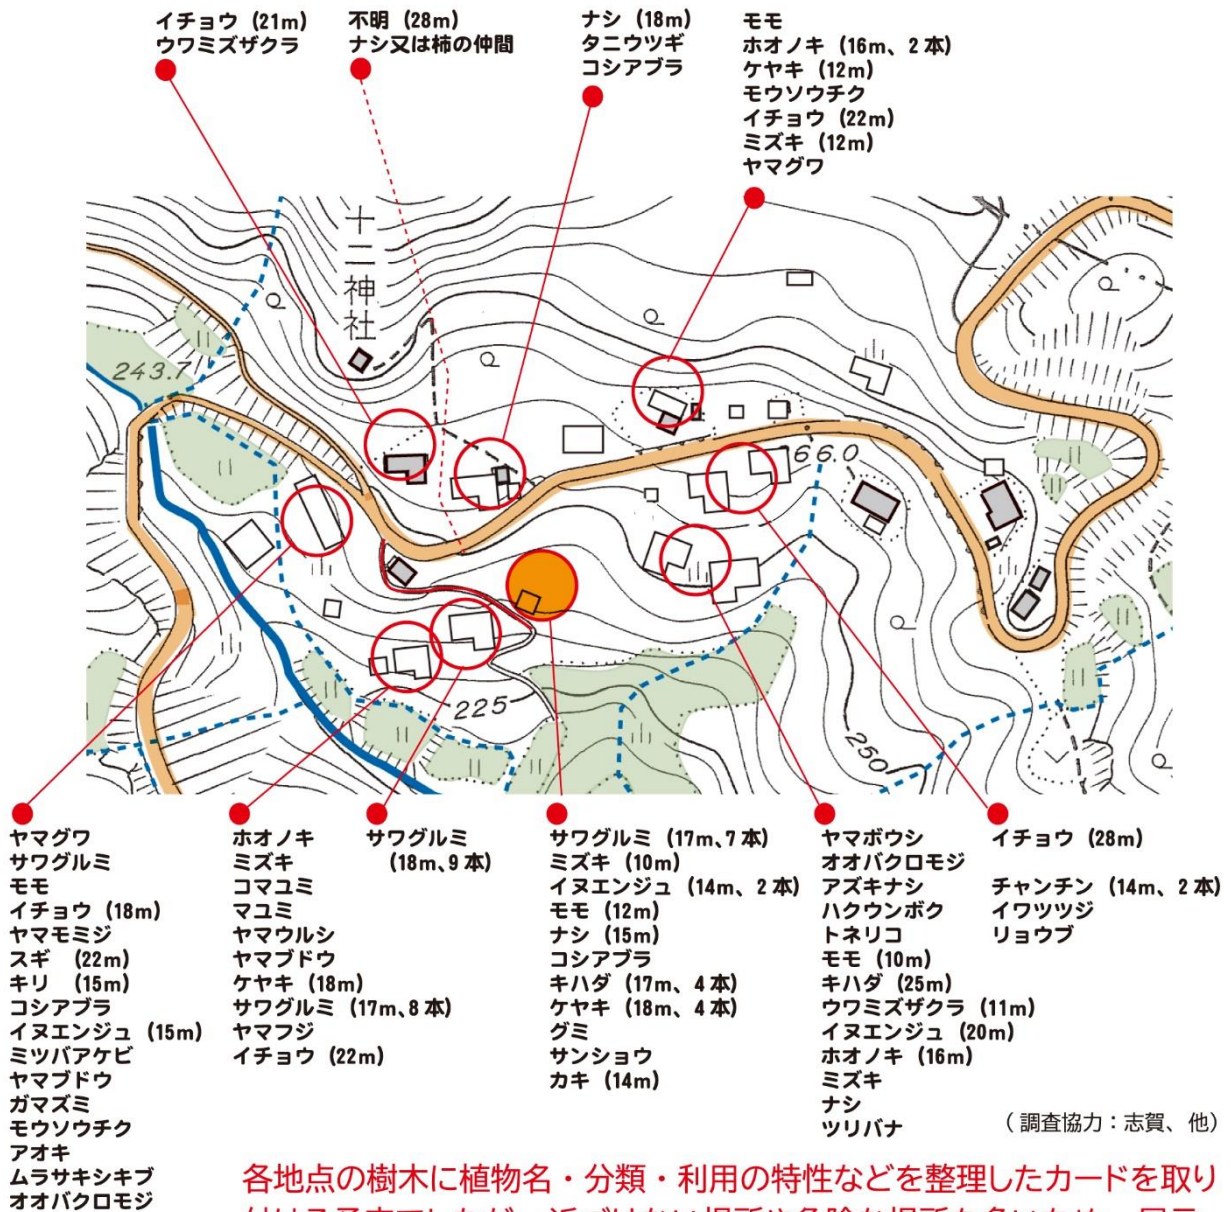 イチョウ (21m)
ウワミズザクラ
不明 (28m)
ナシ又は柿の仲間
ナシ (18m)
タニウツギ
コシアブラ
モモ
ホオノキ (16m、2本)
ケヤキ (12m)
モウソウチク
イチョウ (22m)
ミズキ (12m)
ヤマグワ
十二神社
243.7
66.0
225
250
ヤマグワ
サワグルミ
モモ
イチョウ (18m)
ヤマモミジ
スギ (22m)
キリ (15m)
コシアブラ
イヌエンジュ (15m)
ミツバアケビ
ヤマブドウ
ガマズミ
モウソウチク
アオキ
ムラサキシキブ
オオバクロモジ
ホオノキ
ミズキ
コマユミ
マユミ
ヤマウルシ
ヤマブドウ
ケヤキ (18m)
サワグルミ (17m、8本)
ヤマフジ
イチョウ (22m)
サワグルミ
(18m、9本)
サワグルミ (17m、7本)
ミズキ (10m)
イヌエンジュ (14m、2本)
モモ (12m)
ナシ (15m)
コシアブラ
キハダ (17m、4本)
ケヤキ (18m、4本)
グミ
サンショウ
カキ (14m)
ヤマボウシ
オオバクロモジ
アズキナシ
ハクウンボク
トネリコ
モモ (10m)
キハダ (25m)
ウワミズザクラ (11m)
イヌエンジュ (20m)
ホオノキ (16m)
ミズキ
ナシ
ツリバナ
イチョウ (28m)
チャンチン (14m、2本)
イワツツジ
リョウブ
(調査協力：志賀、他)
各地点の樹木に植物名・分類・利用の特性などを整理したカードを取り